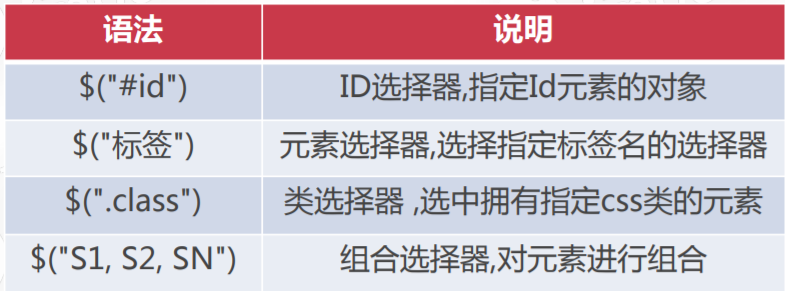 语法 说明
$("#id") ID选择器,指定Id元素的对象
$("标签") 元素选择器,选择指定标签名的选择器
$(".class") 类选择器 ,选中拥有指定css类的元素
$("S1, S2, SN") 组合选择器,对元素进行组合